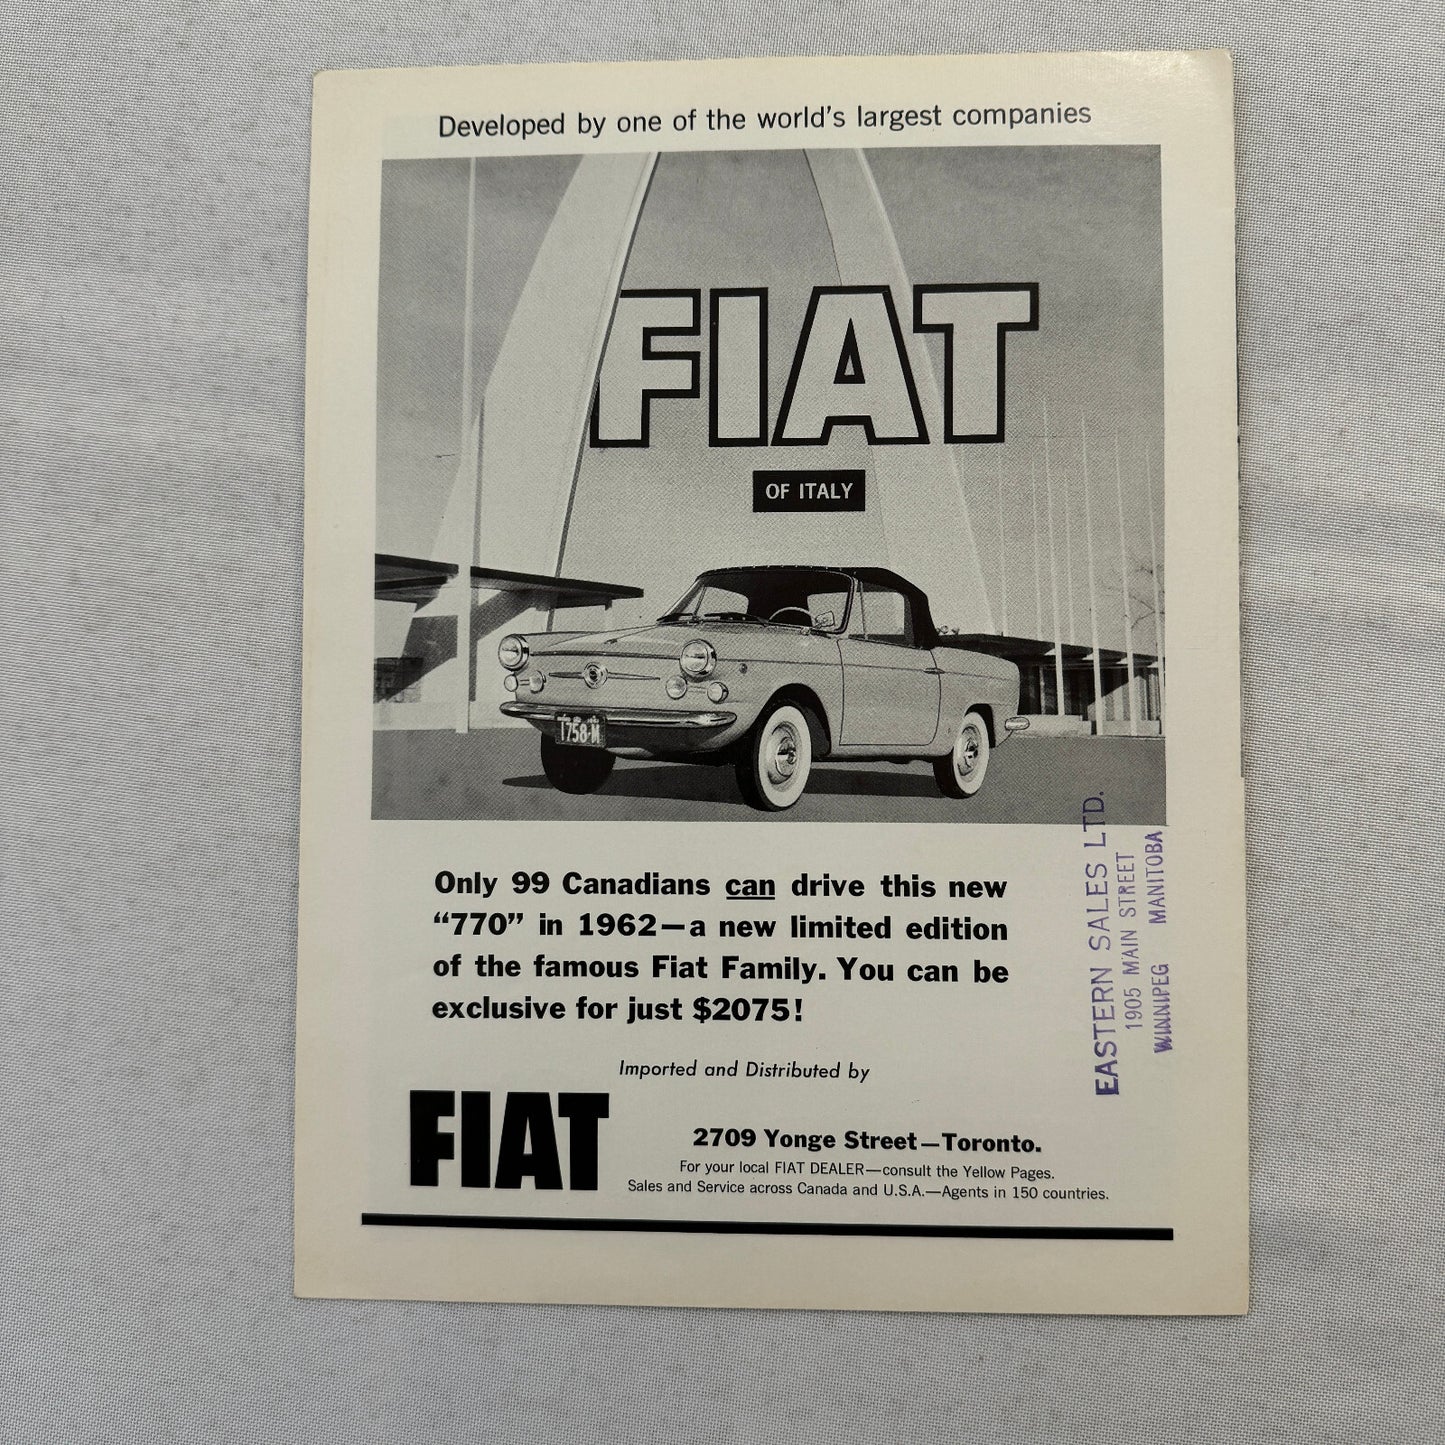 Developed by one of the world's largest companies
FIAT
OF ITALY
1758-M
Only 99 Canadians can drive this new
“770” in 1962—a new limited edition
of the famous Fiat Family. You can be
exclusive for just $2075!
Imported and Distributed by
FIAT
2709 Yonge Street—Toronto.
For your local FIAT DEALER—consult the Yellow Pages.
Sales and Service across Canada and U.S.A.—Agents in 150 countries.
EASTERN SALES LTD.
1905 MAIN STREET
WINNIPEG MANITOBA